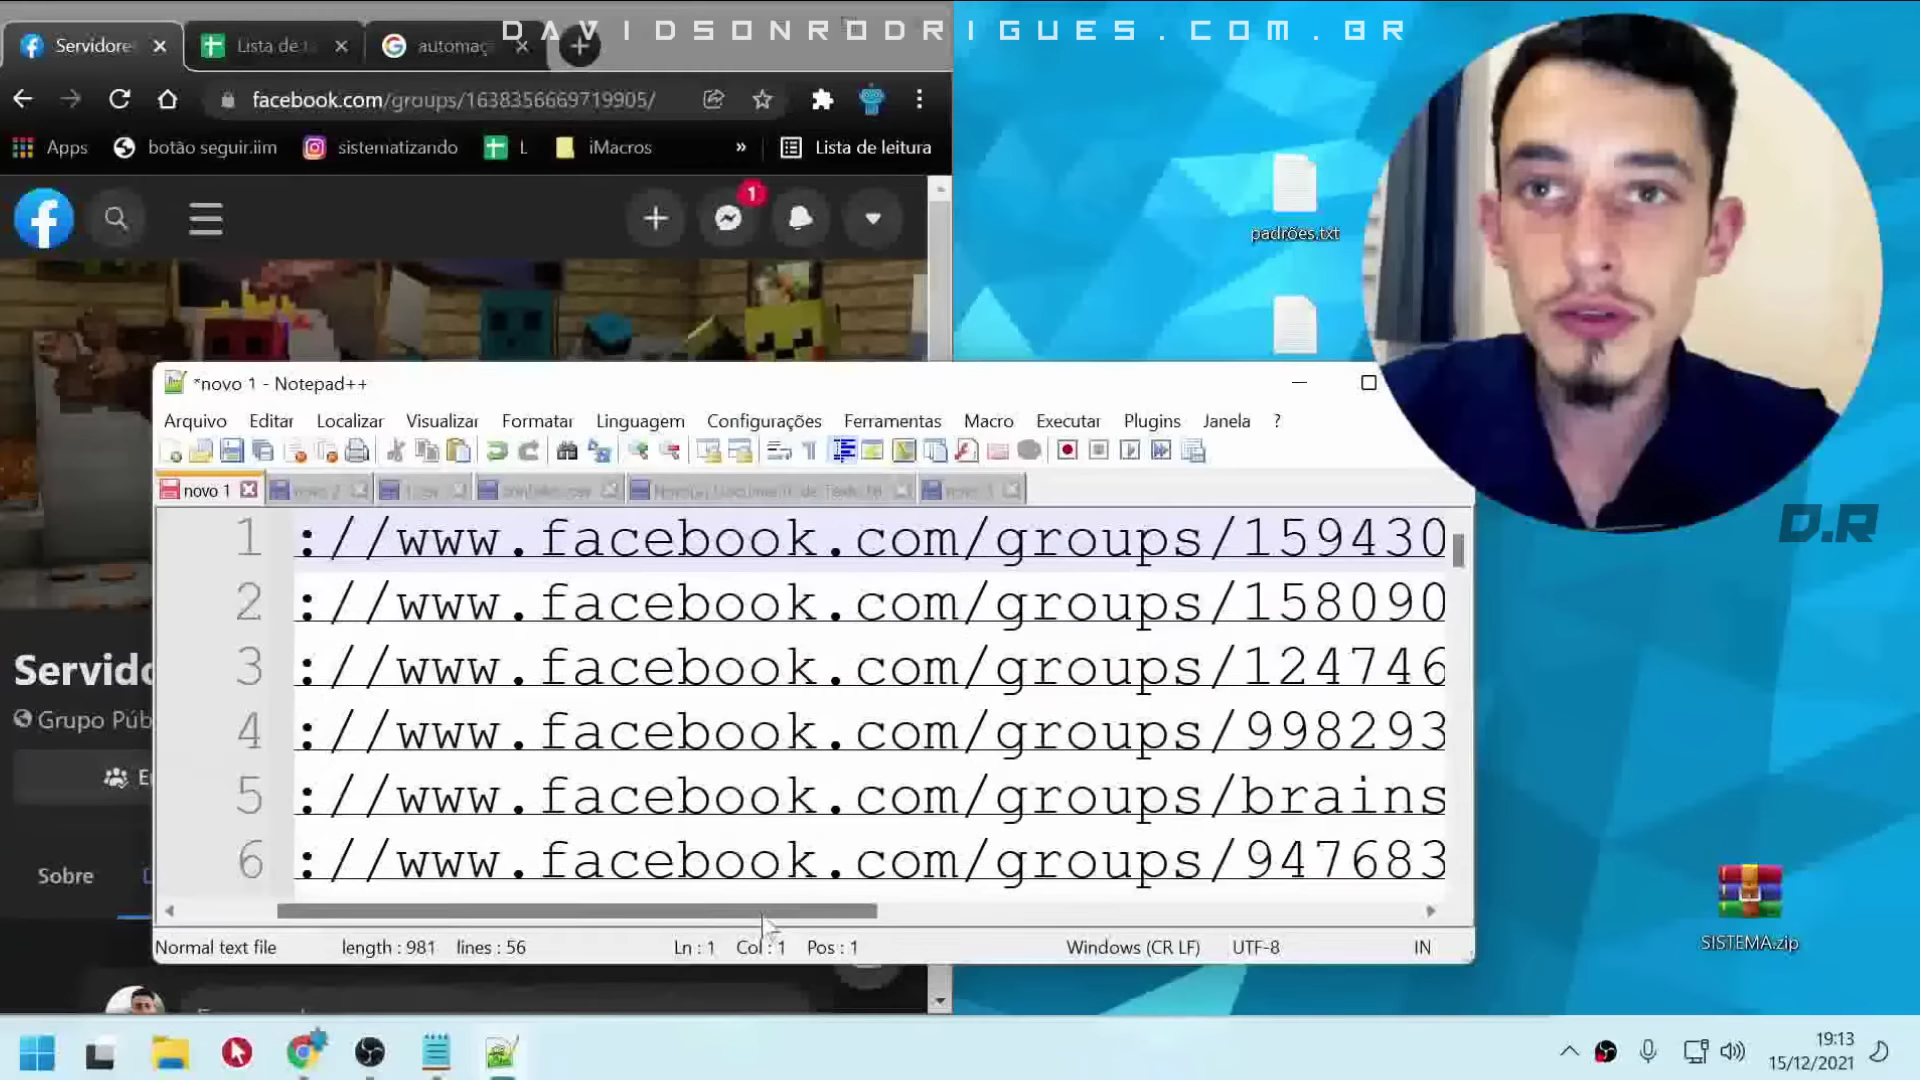 DAVIDSONRODRIGUES.COM.BR
Servidore
Lista de
automaç
facebook.com/groups/1638356669719905/
Apps
botão seguir.iim
sistematizando
L
iMacros
»
Lista de leitura
1
padrões.txt
*novo 1 - Notepad++
Arquivo Editar Localizar Visualizar Formatar Linguagem Configurações Ferramentas Macro Executar Plugins Janela ?
novo 1
1 ://www.facebook.com/groups/159430
2 ://www.facebook.com/groups/158090
3 ://www.facebook.com/groups/124746
4 ://www.facebook.com/groups/998293
5 ://www.facebook.com/groups/brains
6 ://www.facebook.com/groups/947683
Normal text file length : 981 lines : 56 Ln : 1 Col : 1 Pos : 1 Windows (CR LF) UTF-8 IN
Servido
Grupo Púb
Sobre
D.R
SISTEMA.zip
19:13
15/12/2021